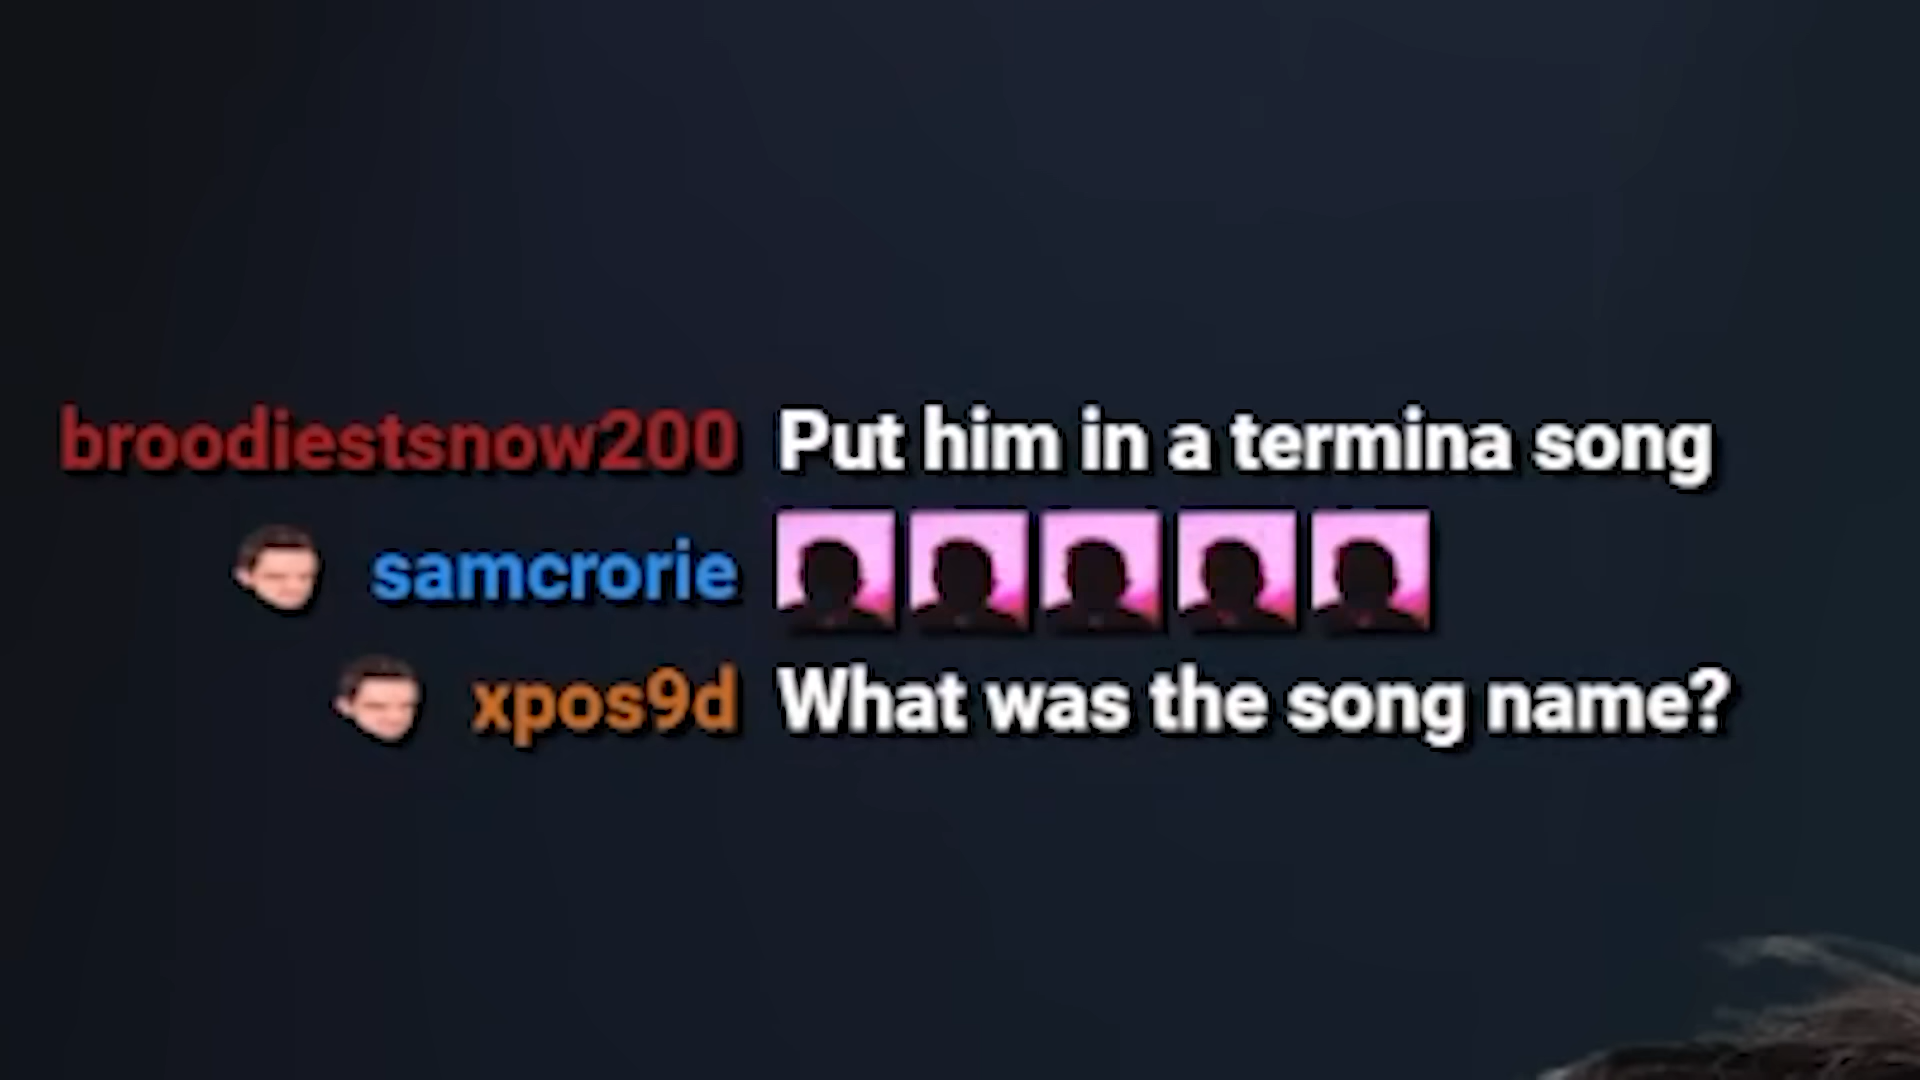 broodiestsnow200 Put him in a termina song
samcrorie
xpos9d What was the song name?